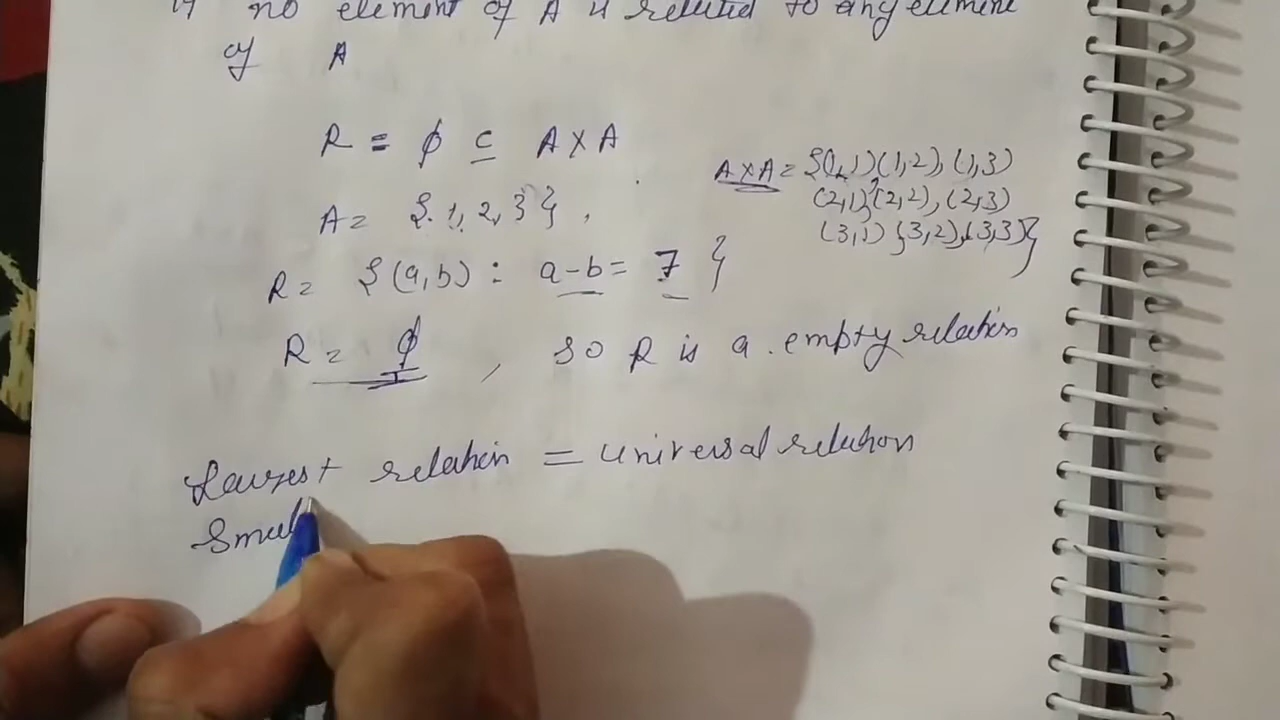 if no element of A is related to any element
of A
R = ϕ ⊆ A X A
A X A = {(1,1)(1,2),(1,3)
(2,1),(2,2),(2,3)
(3,1),(3,2),(3,3)}
A = {1,2,3},
R = {(a,b) : a-b = 7}
R = ϕ , so R is a empty relation
Largest relation = universal relation
Small